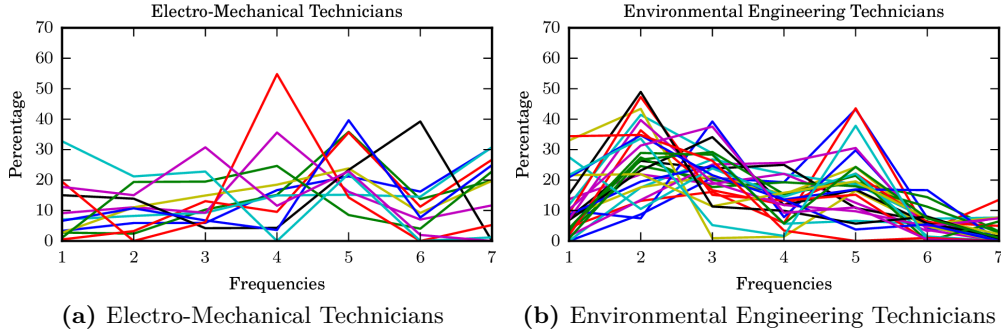 Electro-Mechanical Technicians
70
60
50
40
30
20
10
0
Percentage
1 2 3 4 5 6 7
Frequencies
(a) Electro-Mechanical Technicians
Environmental Engineering Technicians
70
60
50
40
30
20
10
0
Percentage
1 2 3 4 5 6 7
Frequencies
(b) Environmental Engineering Technicians